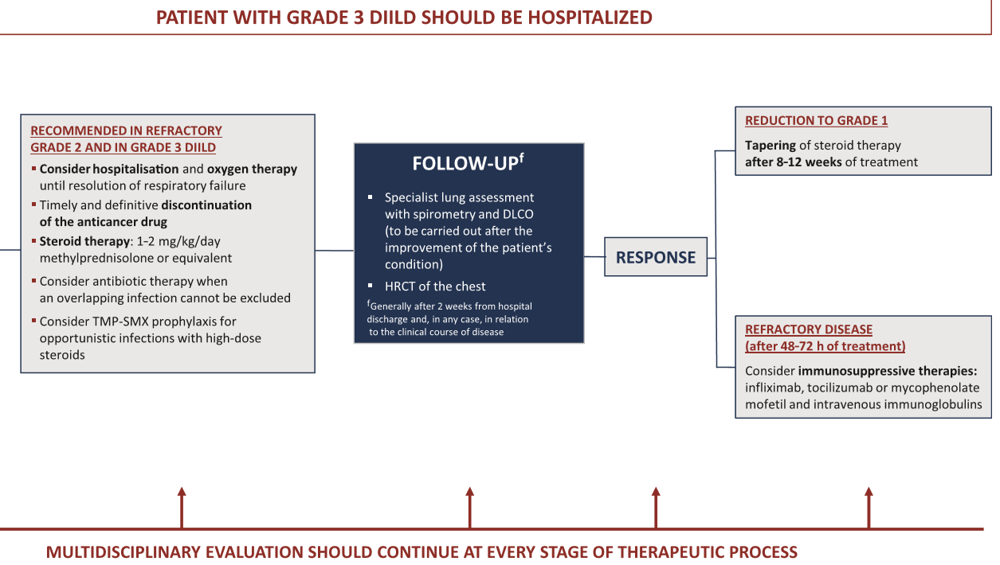 PATIENT WITH GRADE 3 DIILD SHOULD BE HOSPITALIZED
RECOMMENDED IN REFRACTORY
GRADE 2 AND IN GRADE 3 DIILD
▪ Consider hospitalisation and oxygen therapy
until resolution of respiratory failure
▪ Timely and definitive discontinuation
of the anticancer drug
▪ Steroid therapy: 1-2 mg/kg/day
methylprednisolone or equivalent
▪ Consider antibiotic therapy when
an overlapping infection cannot be excluded
▪ Consider TMP-SMX prophylaxis for
opportunistic infections with high-dose
steroids
FOLLOW-UPᶠ
▪ Specialist lung assessment
with spirometry and DLCO
(to be carried out after the
improvement of the patient’s
condition)
▪ HRCT of the chest
ᶠGenerally after 2 weeks from hospital
discharge and, in any case, in relation
to the clinical course of disease
RESPONSE
REDUCTION TO GRADE 1
Tapering of steroid therapy
after 8-12 weeks of treatment
REFRACTORY DISEASE
(after 48-72 h of treatment)
Consider immunosuppressive therapies:
infliximab, tocilizumab or mycophenolate
mofetil and intravenous immunoglobulins
MULTIDISCIPLINARY EVALUATION SHOULD CONTINUE AT EVERY STAGE OF THERAPEUTIC PROCESS